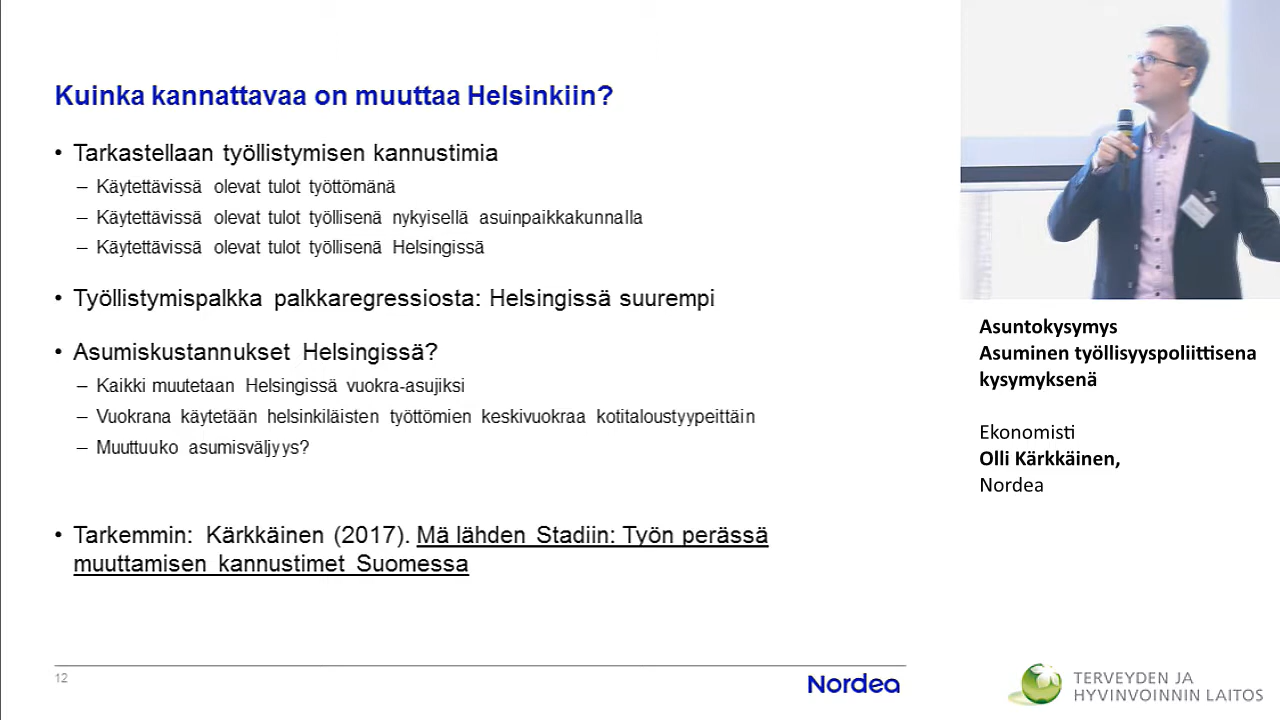 Kuinka kannattavaa on muuttaa Helsinkiin?
• Tarkastellaan työllistymisen kannustimia
– Käytettävissä olevat tulot työttömänä
– Käytettävissä olevat tulot työllisenä nykyisellä asuinpaikkakunnalla
– Käytettävissä olevat tulot työllisenä Helsingissä
• Työllistymispalkka palkkaregressiosta: Helsingissä suurempi
• Asumiskustannukset Helsingissä?
– Kaikki muutetaan Helsingissä vuokra-asujiksi
– Vuokrana käytetään helsinkiläisten työttömien keskivuokraa kotitaloustyypeittäin
– Muuttuuko asumisväljyys?
• Tarkemmin: Kärkkäinen (2017). Mä lähden Stadiin: Työn perässä
muuttamisen kannustimet Suomessa
12
Nordea
Asuntokysymys
Asuminen työllisyyspoliittisena
kysymyksenä
Ekonomisti
Olli Kärkkäinen,
Nordea
TERVEYDEN JA
HYVINVOINNIN LAITOS